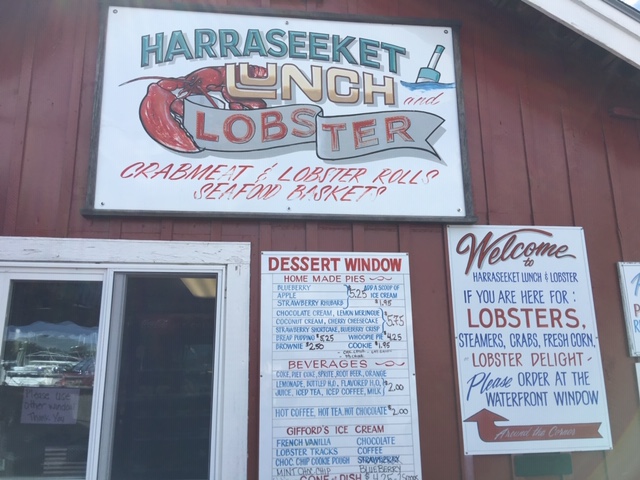 HARRASEEKET
LUNCH and
LOBSTER
CRABMEAT & LOBSTER ROLLS
SEAFOOD BASKETS
Please Use
Other Window
Thank You
DESSERT WINDOW
HOME MADE PIES
BLUEBERRY
APPLE
STRAWBERRY RHUBARB
5.25
ADD A SCOOP OF
ICE CREAM
$1.95
CHOCOLATE CREAM, LEMON MERINGUE
COCONUT CREAM, CHERRY CHEESECAKE
STRAWBERRY SHORTCAKE, BLUEBERRY CRISP
5.75
BREAD PUDDING $5.25 WHOOPIE PIE $4.25
BROWNIE $2.50 COOKIE $1.95
BEVERAGES
COKE, DIET COKE, SPRITE, ROOT BEER, ORANGE
LEMONADE, BOTTLED H2O, FLAVORED H2O,
JUICE, ICED TEA, ICED COFFEE, MILK
$2.00
HOT COFFEE, HOT TEA, HOT CHOCOLATE $2.00
GIFFORD'S ICE CREAM
FRENCH VANILLA CHOCOLATE
LOBSTER TRACKS COFFEE
CHOC. CHIP COOKIE DOUGH STRAWBERRY
MINT CHOC. CHIP BLUEBERRY
CONE or DISH
Welcome
to
HARRASEEKET LUNCH & LOBSTER
IF YOU ARE HERE FOR:
LOBSTERS,
STEAMERS, CRABS, FRESH CORN,
-LOBSTER DELIGHT-
Please ORDER AT THE
WATERFRONT WINDOW
Around the Corner